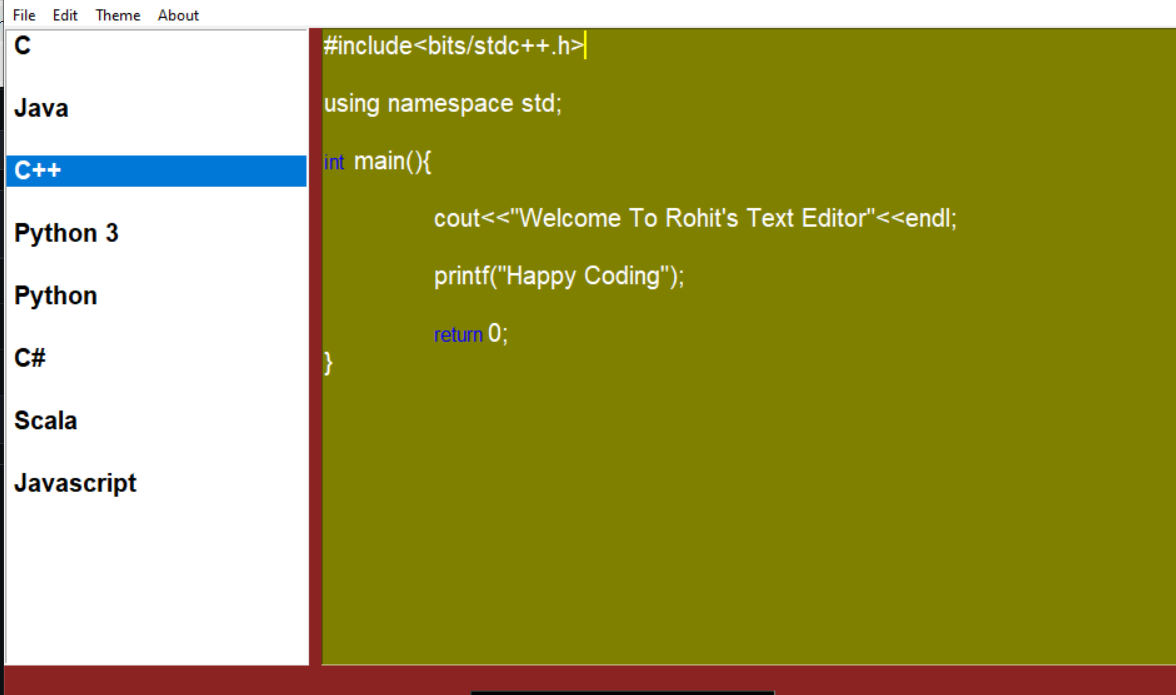 File Edit Theme About
C
Java
C++
Python 3
Python
C#
Scala
Javascript
#include<bits/stdc++.h>
using namespace std;
int main(){
cout<<"Welcome To Rohit's Text Editor"<<endl;
printf("Happy Coding");
return 0;
}